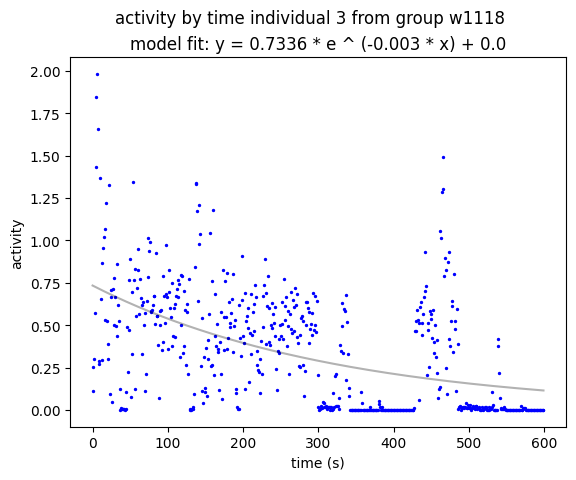 activity by time individual 3 from group w1118
model fit: y = 0.7336 * e ^ (-0.003 * x) + 0.0
2.00
1.75
1.50
1.25
1.00
0.75
0.50
0.25
0.00
activity
0 100 200 300 400 500 600
time (s)